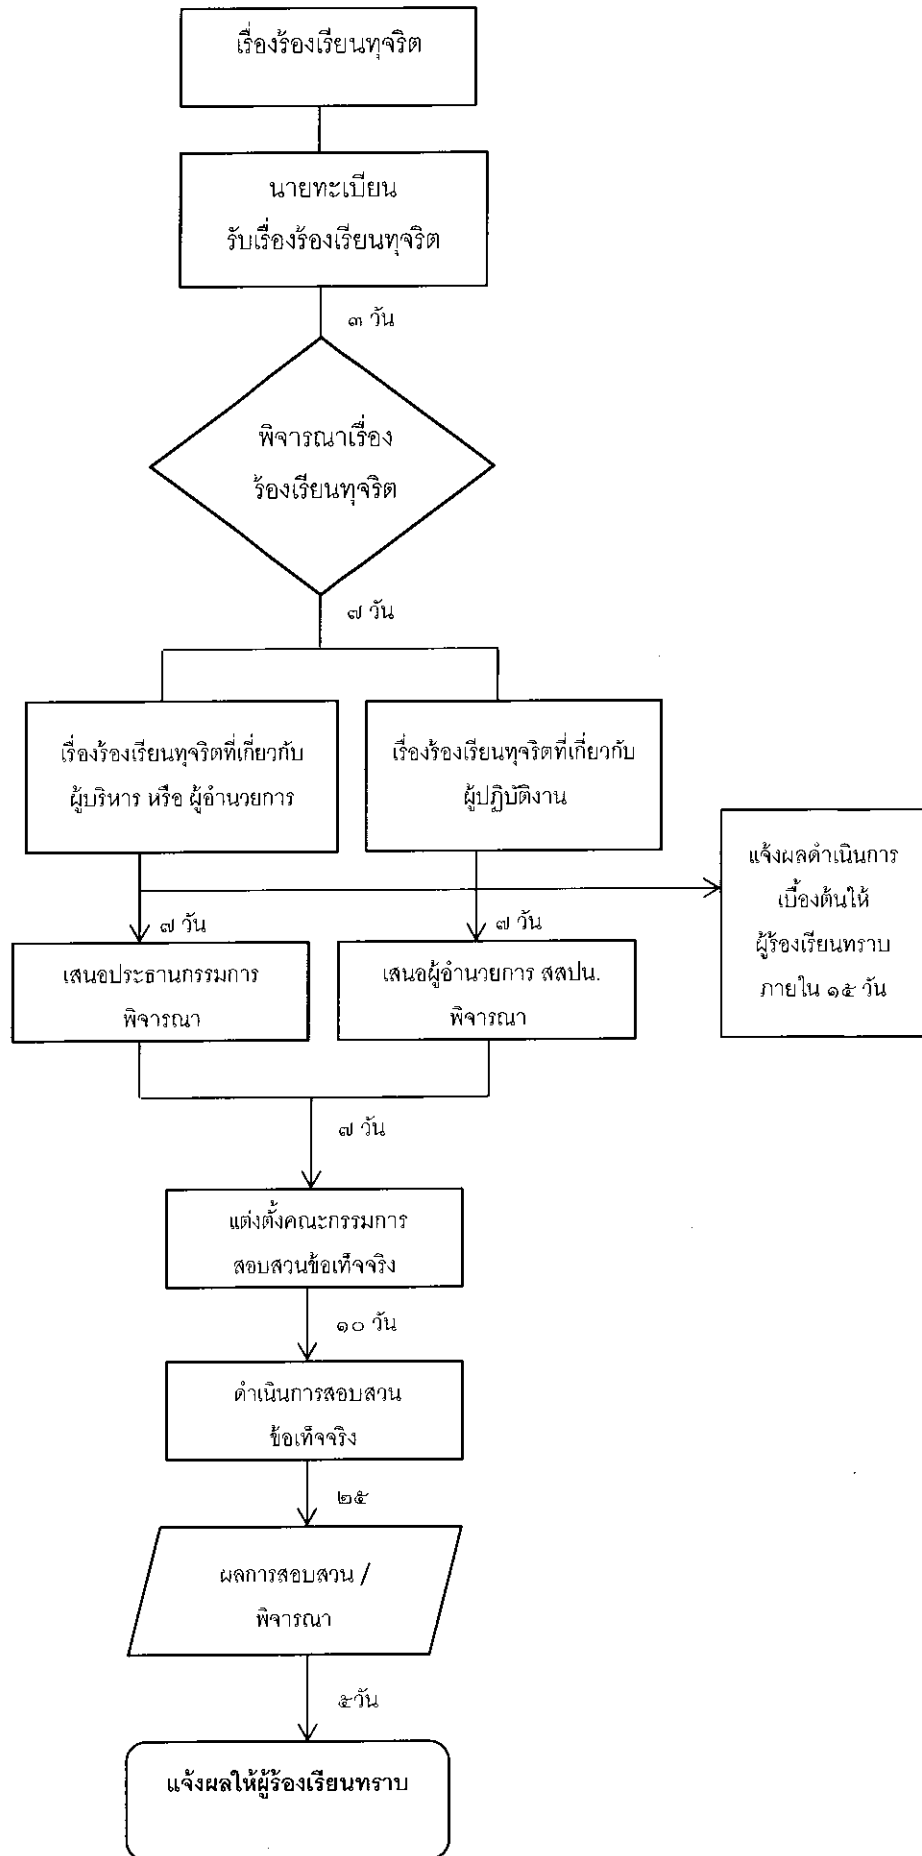 เรื่องร้องเรียนทุจริต
นายทะเบียน
รับเรื่องร้องเรียนทุจริต
๓ วัน
พิจารณาเรื่อง
ร้องเรียนทุจริต
๗ วัน
เรื่องร้องเรียนทุจริตที่เกี่ยวกับ
ผู้บริหาร หรือ ผู้อำนวยการ
เรื่องร้องเรียนทุจริตที่เกี่ยวกับ
ผู้ปฏิบัติงาน
แจ้งผลดำเนินการ
เบื้องต้นให้
ผู้ร้องเรียนทราบ
ภายใน ๑๕ วัน
๗ วัน
๗ วัน
เสนอประธานกรรมการ
พิจารณา
เสนอผู้อำนวยการ สสปน.
พิจารณา
๗ วัน
แต่งตั้งคณะกรรมการ
สอบสวนข้อเท็จจริง
๑๐ วัน
ดำเนินการสอบสวน
ข้อเท็จจริง
๒๕
ผลการสอบสวน /
พิจารณา
๕วัน
แจ้งผลให้ผู้ร้องเรียนทราบ